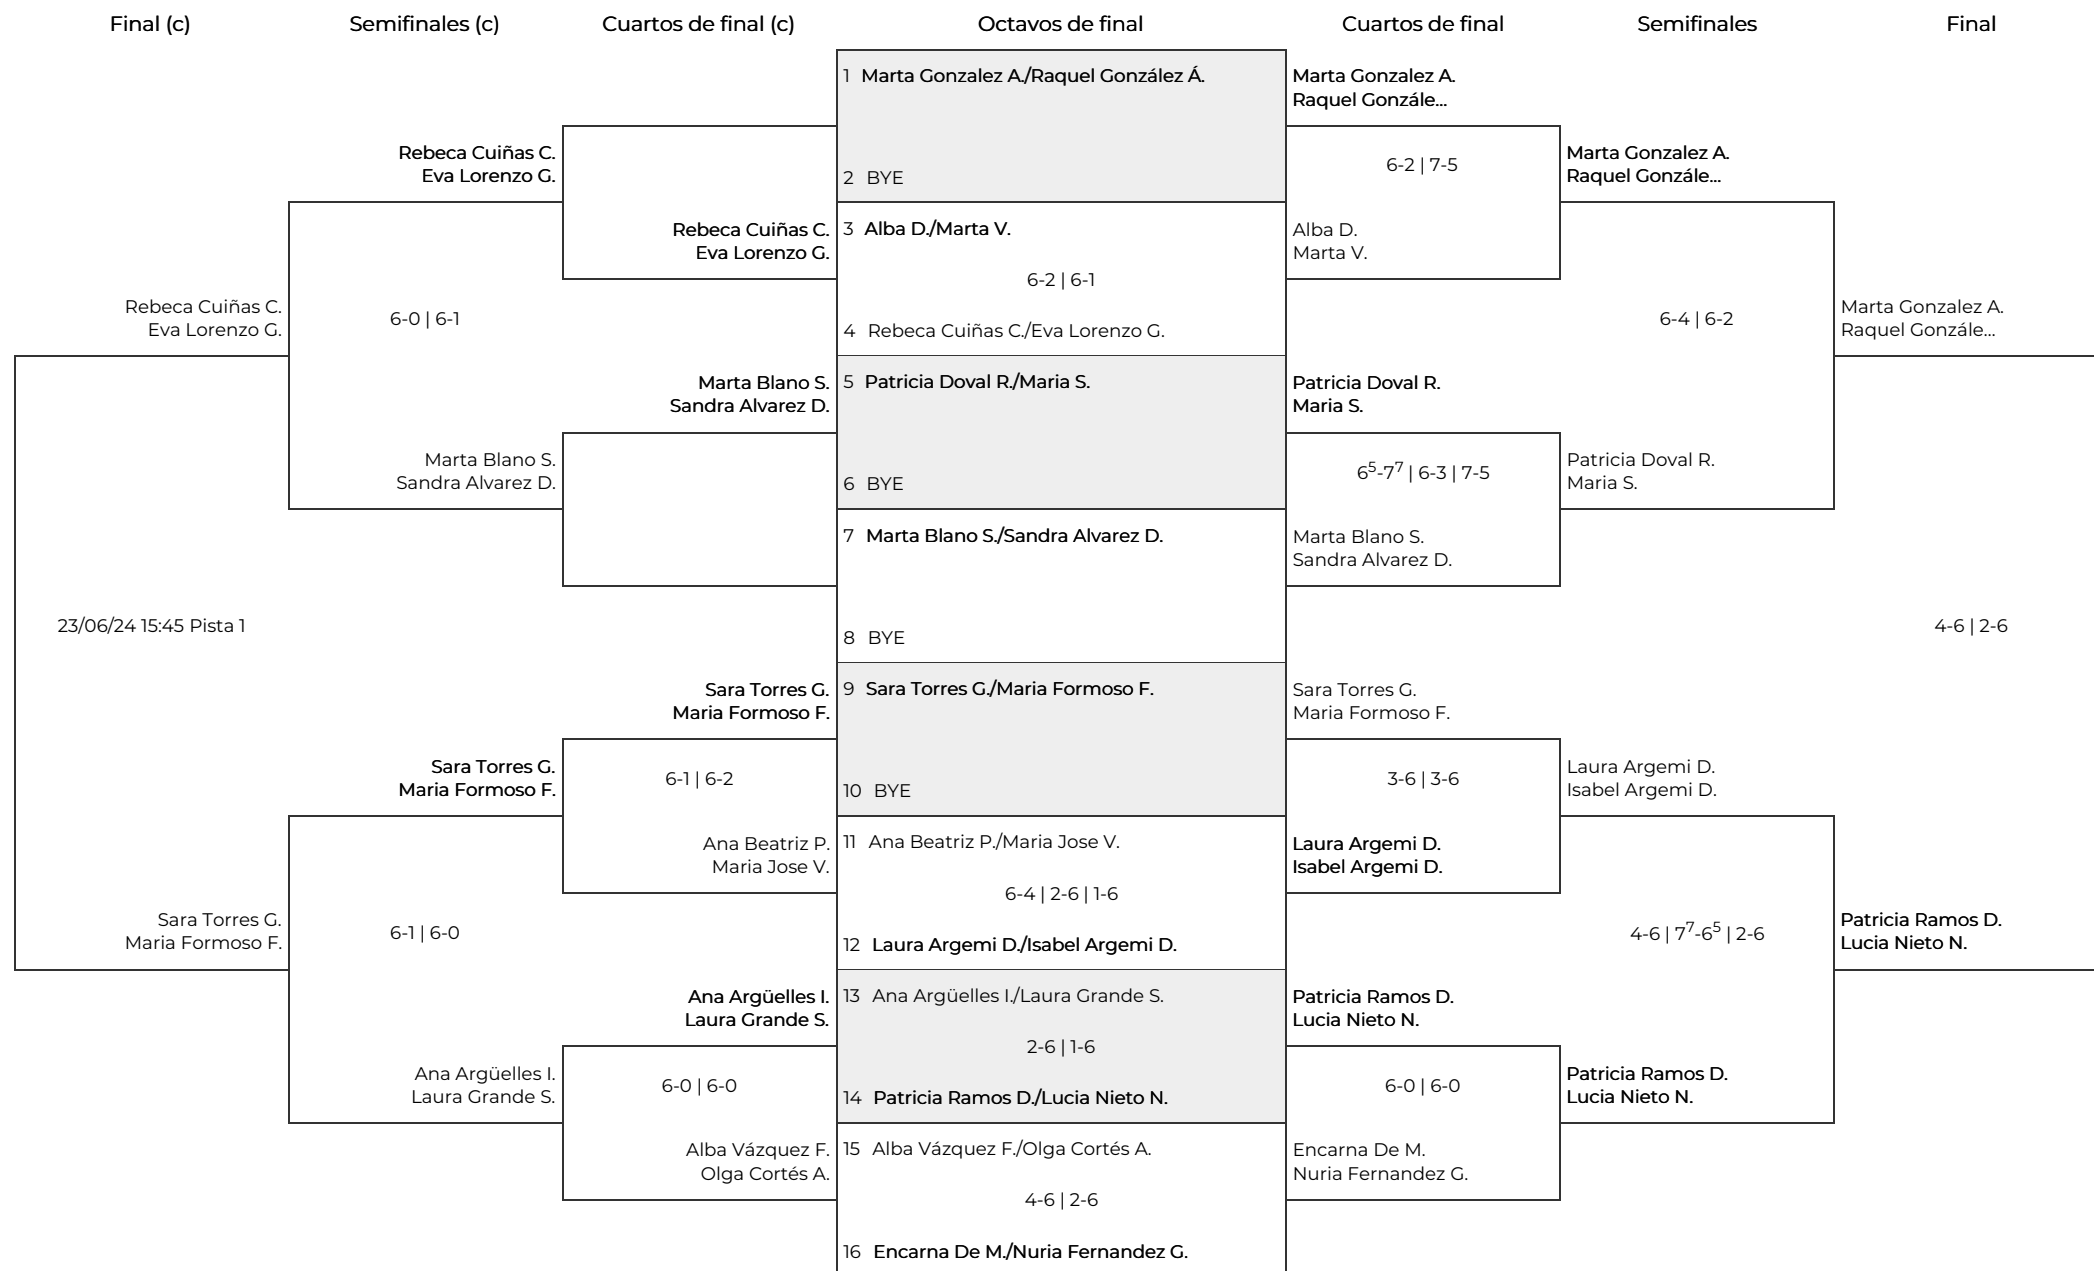 Final (c)
Semifinales (c)
Cuartos de final (c)
Octavos de final
Cuartos de final
Semifinales
Final
Rebeca Cuiñas C.
Eva Lorenzo G.
23/06/24 15:45 Pista 1
Sara Torres G.
Maria Formoso F.
Rebeca Cuiñas C.
Eva Lorenzo G.
6-0 | 6-1
Marta Blano S.
Sandra Alvarez D.
Sara Torres G.
Maria Formoso F.
6-1 | 6-0
Ana Argüelles I.
Laura Grande S.
Rebeca Cuiñas C.
Eva Lorenzo G.
Marta Blano S.
Sandra Alvarez D.
Sara Torres G.
Maria Formoso F.
6-1 | 6-2
Ana Beatriz P.
Maria Jose V.
Ana Argüelles I.
Laura Grande S.
6-0 | 6-0
Alba Vázquez F.
Olga Cortés A.
1 Marta Gonzalez A./Raquel González Á.
2 BYE
3 Alba D./Marta V.
6-2 | 6-1
4 Rebeca Cuiñas C./Eva Lorenzo G.
5 Patricia Doval R./Maria S.
6 BYE
7 Marta Blano S./Sandra Alvarez D.
8 BYE
9 Sara Torres G./Maria Formoso F.
10 BYE
11 Ana Beatriz P./Maria Jose V.
6-4 | 2-6 | 1-6
12 Laura Argemi D./Isabel Argemi D.
13 Ana Argüelles I./Laura Grande S.
2-6 | 1-6
14 Patricia Ramos D./Lucia Nieto N.
15 Alba Vázquez F./Olga Cortés A.
4-6 | 2-6
16 Encarna De M./Nuria Fernandez G.
Marta Gonzalez A.
Raquel Gonzále...
6-2 | 7-5
Alba D.
Marta V.
Patricia Doval R.
Maria S.
6⁵-7⁷ | 6-3 | 7-5
Marta Blano S.
Sandra Alvarez D.
Sara Torres G.
Maria Formoso F.
3-6 | 3-6
Laura Argemi D.
Isabel Argemi D.
Patricia Ramos D.
Lucia Nieto N.
6-0 | 6-0
Encarna De M.
Nuria Fernandez G.
Marta Gonzalez A.
Raquel Gonzále...
6-4 | 6-2
Patricia Doval R.
Maria S.
Laura Argemi D.
Isabel Argemi D.
4-6 | 7⁷-6⁵ | 2-6
Patricia Ramos D.
Lucia Nieto N.
Marta Gonzalez A.
Raquel Gonzále...
4-6 | 2-6
Patricia Ramos D.
Lucia Nieto N.